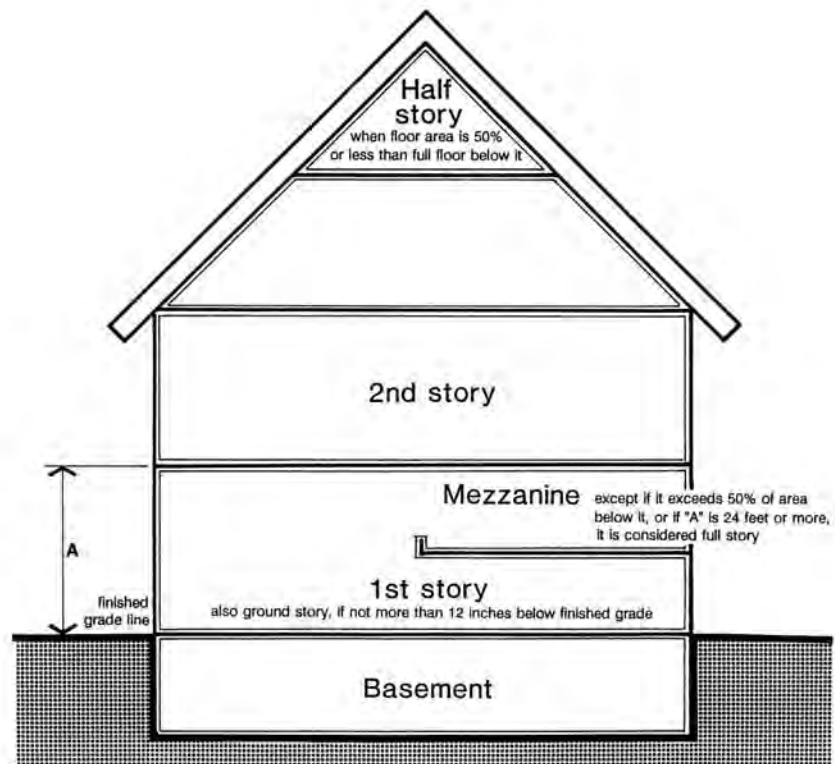 Half
story
when floor area is 50%
or less than full floor below it
2nd story
Mezzanine
except if it exceeds 50% of area
below it, or if "A" is 24 feet or more,
it is considered full story
A
1st story
also ground story, if not more than 12 inches below finished grade
finished
grade line
Basement